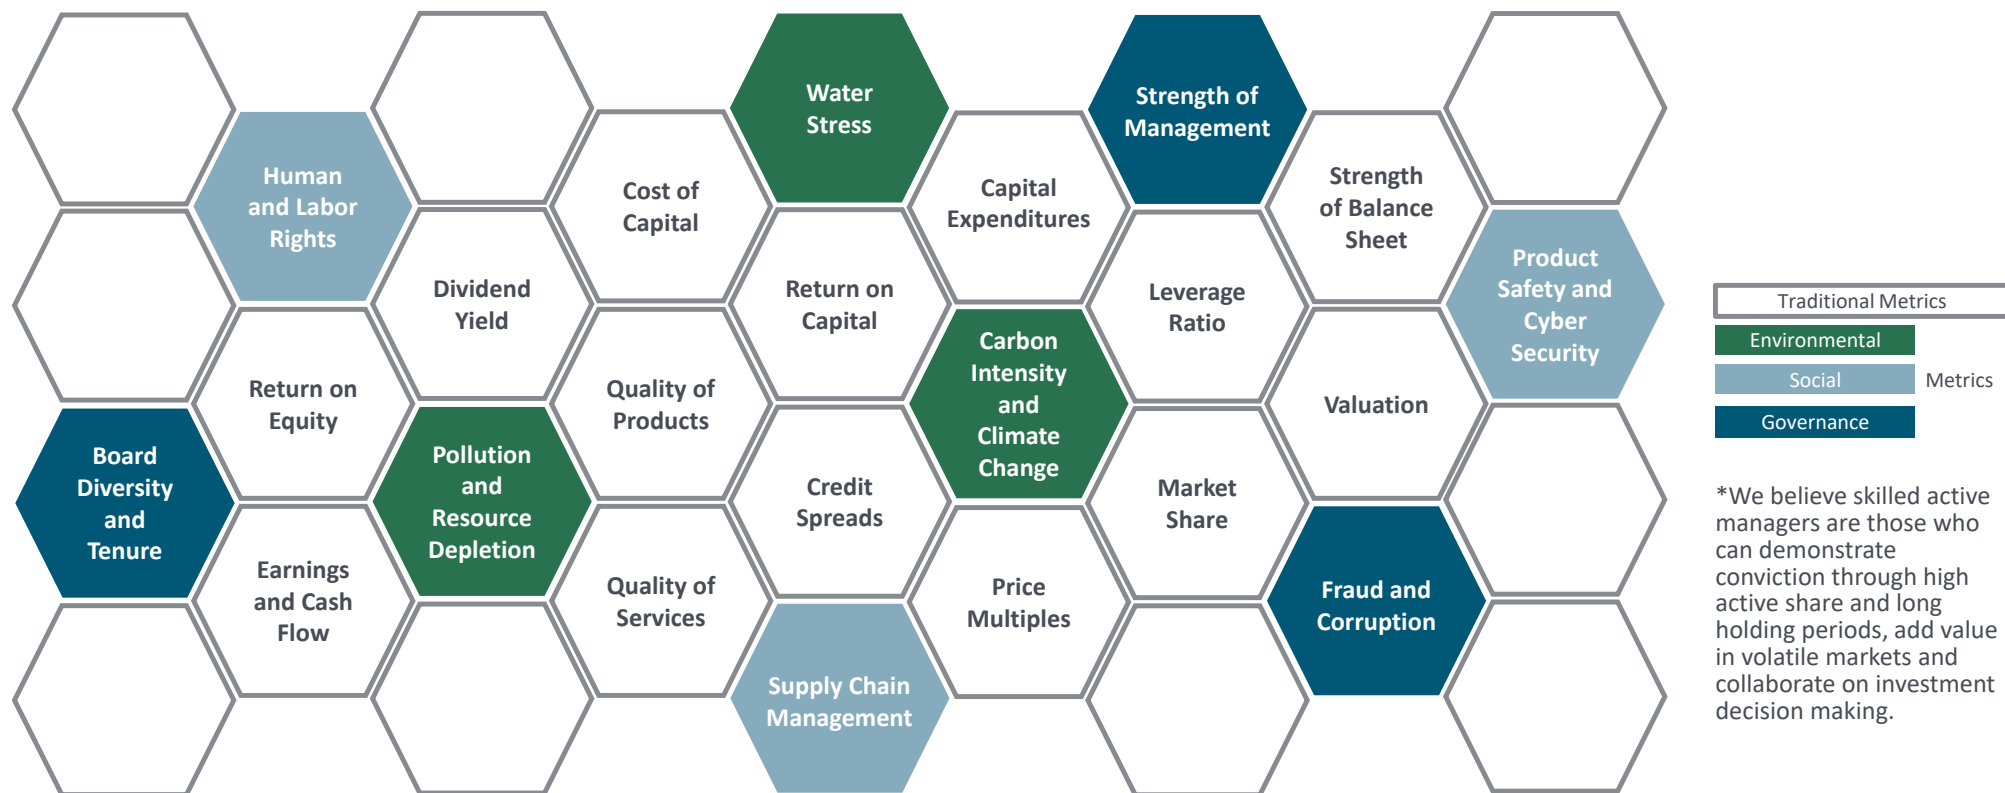 Water
Stress
Strength of
Management
Human
and Labor
Rights
Cost of
Capital
Capital
Expenditures
Strength
of Balance
Sheet
Dividend
Yield
Return on
Capital
Leverage
Ratio
Product
Safety and
Cyber
Security
Return on
Equity
Quality of
Products
Carbon
Intensity
and
Climate
Change
Valuation
Board
Diversity
and
Tenure
Pollution
and
Resource
Depletion
Credit
Spreads
Market
Share
Earnings
and Cash
Flow
Quality of
Services
Price
Multiples
Fraud and
Corruption
Supply Chain
Management
Traditional Metrics
Environmental
Social
Metrics
Governance
*We believe skilled active
managers are those who
can demonstrate
conviction through high
active share and long
holding periods, add value
in volatile markets and
collaborate on investment
decision making.